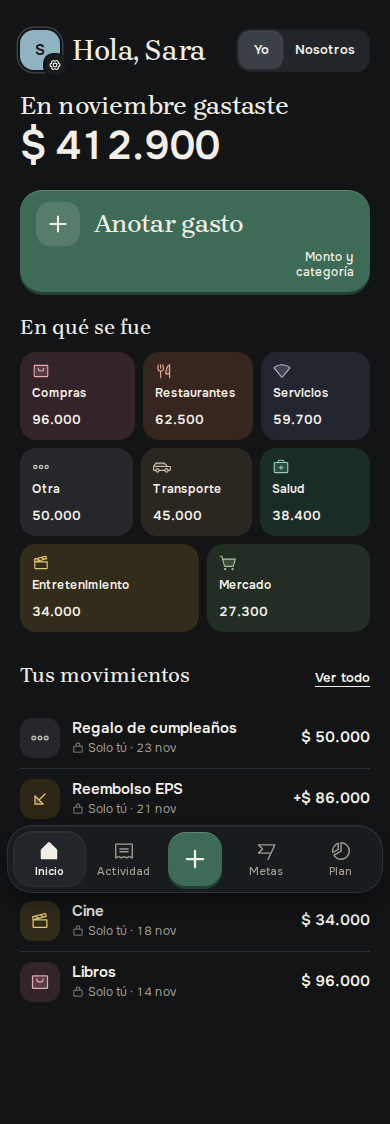 S
Hola, Sara
Yo
Nosotros
En noviembre gastaste
$ 412.900
Anotar gasto
Monto y
categoría
En qué se fue
Compras
96.000
Restaurantes
62.500
Servicios
59.700
Otra
50.000
Transporte
45.000
Salud
38.400
Entretenimiento
34.000
Mercado
27.300
Tus movimientos
Ver todo
Regalo de cumpleaños
$ 50.000
Solo tú · 23 nov
Reembolso EPS
+$ 86.000
Solo tú · 21 nov
Inicio
Actividad
Metas
Plan
Cine
$ 34.000
Solo tú · 18 nov
Libros
$ 96.000
Solo tú · 14 nov